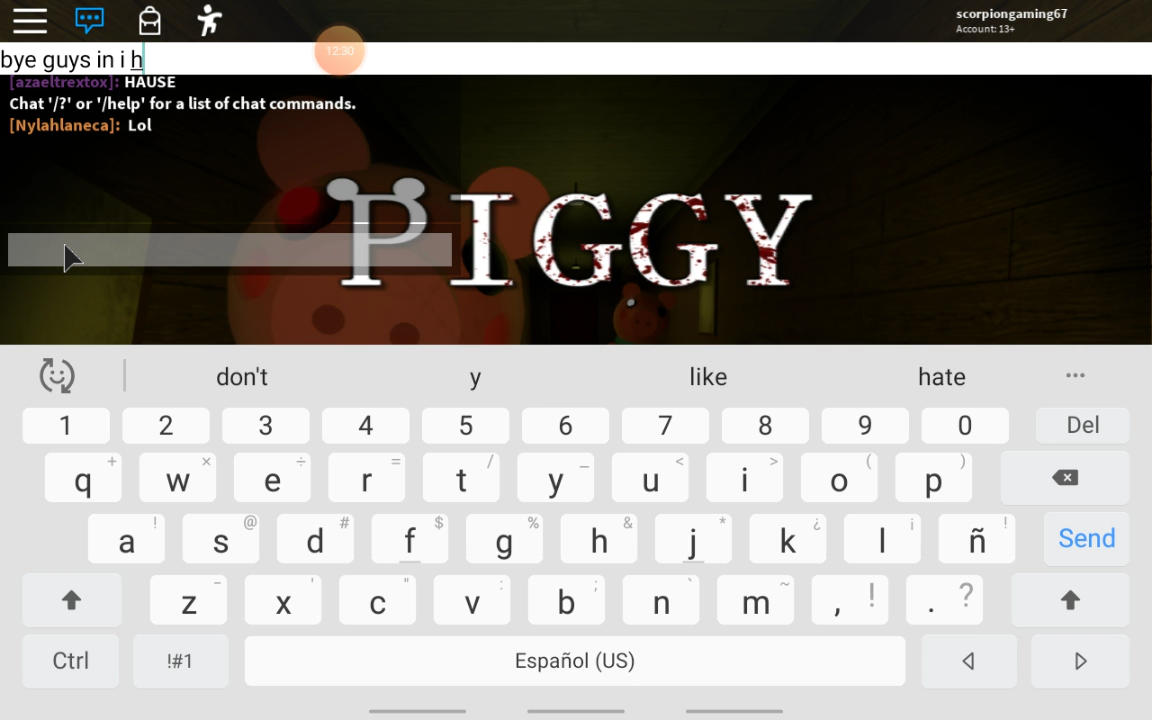 scorpiongaming67
Account: 13+
12:30
bye guys in i h
[azaeltrextox]: HAUSE
Chat '/?' or '/help' for a list of chat commands.
[Nylahlaneca]: Lol
PIGGY
don't y like hate ...
1 2 3 4 5 6 7 8 9 0 Del
+ × ÷ = / _ < > ( )
q w e r t y u i o p
! @ # $ % & * ¿ ¡ !
a s d f g h j k l ñ Send
- ' " : ; ` ~ ! ?
z x c v b n m , .
Ctrl !#1 Español (US)